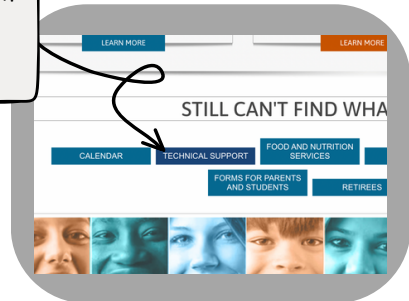 LEARN MORE LEARN MORE
STILL CAN'T FIND WHA
CALENDAR TECHNICAL SUPPORT FOOD AND NUTRITION
SERVICES
FORMS FOR PARENTS
AND STUDENTS RETIREES